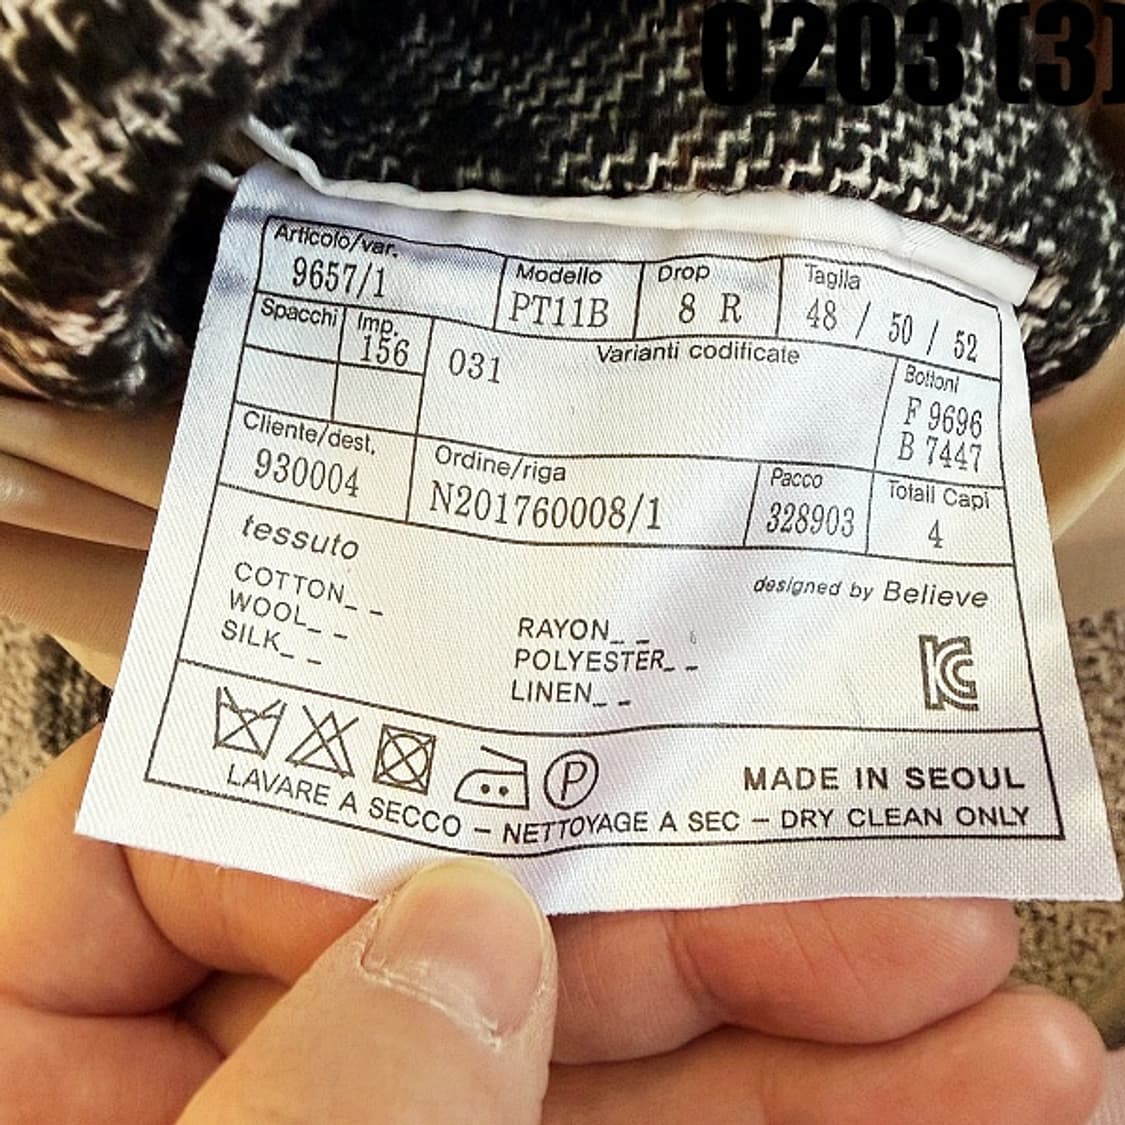 0203 (3)
Articolo/var.
9657/1
Modello
PT11B
Drop
8 R
Taglia
48 / 50 / 52
Spacchi
Imp.
156
031
Varianti codificate
Bottoni
F 9696
B 7447
Cliente/dest.
930004
Ordine/riga
N201760008/1
Pacco
328903
Totali Capi
4
tessuto
designed by Believe
COTTON_ _
WOOL_ _
SILK_ _
RAYON_ _
POLYESTER_ _
LINEN_ _
KC
P
MADE IN SEOUL
LAVARE A SECCO – NETTOYAGE A SEC – DRY CLEAN ONLY